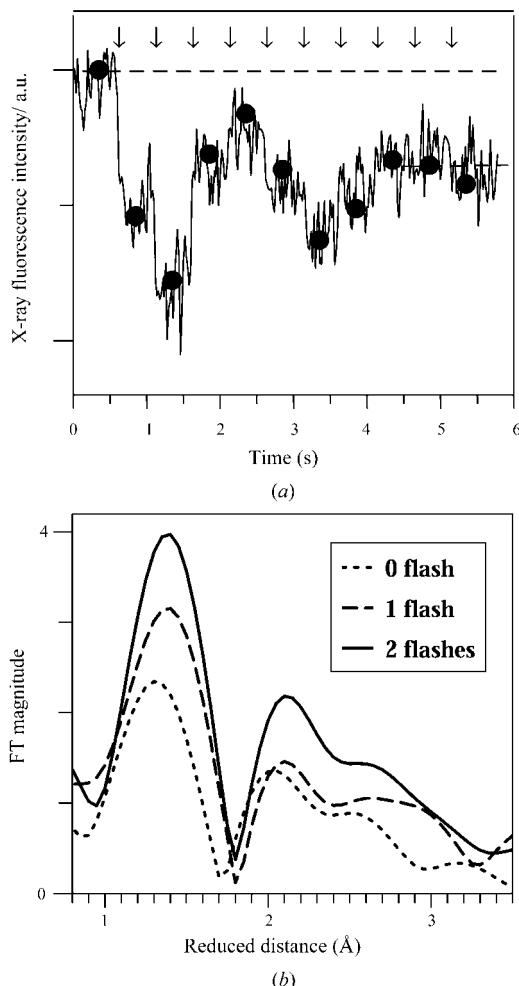 (a)
X-ray fluorescence intensity/ a.u.
0 1 2 3 4 5 6
Time (s)
(a)
4
0 flash
1 flash
2 flashes
FT magnitude
0
1 2 3
Reduced distance (Å)
(b)